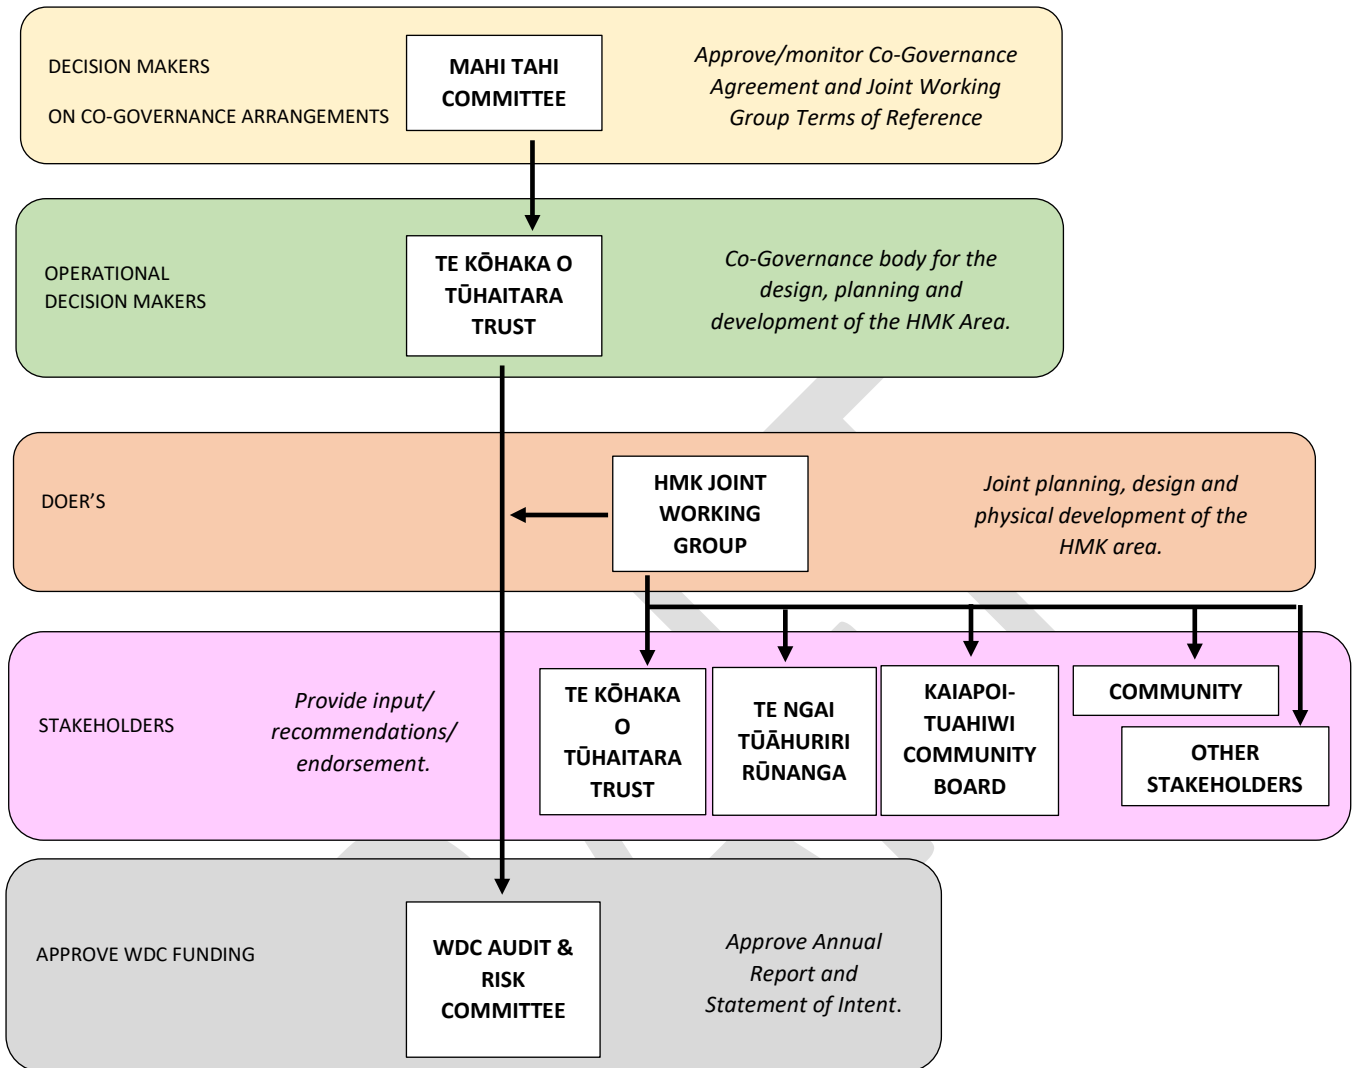 DECISION MAKERS
ON CO-GOVERNANCE ARRANGEMENTS
MAHI TAHI
COMMITTEE
Approve/monitor Co-Governance
Agreement and Joint Working
Group Terms of Reference
OPERATIONAL
DECISION MAKERS
TE KŌHAKA O
TŪHAITARA
TRUST
Co-Governance body for the
design, planning and
development of the HMK Area.
DOER’S
HMK JOINT
WORKING
GROUP
Joint planning, design and
physical development of the
HMK area.
STAKEHOLDERS
Provide input/
recommendations/
endorsement.
TE KŌHAKA
O
TŪHAITARA
TRUST
TE NGAI
TŪĀHURIRI
RŪNANGA
KAIAPOI-
TUAHIWI
COMMUNITY
BOARD
COMMUNITY
OTHER
STAKEHOLDERS
APPROVE WDC FUNDING
WDC AUDIT &
RISK
COMMITTEE
Approve Annual
Report and
Statement of Intent.